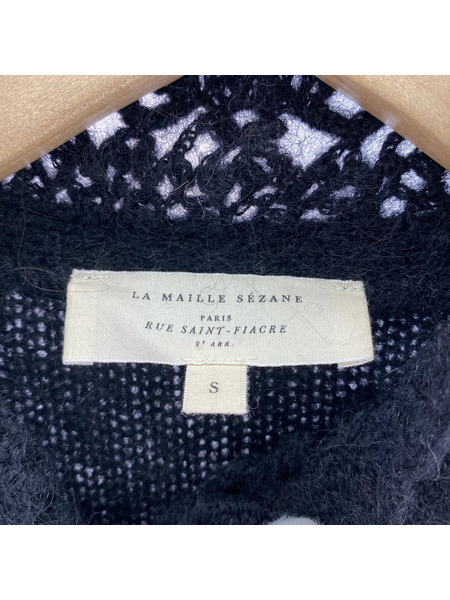 LA MAILLE SÉZANE
PARIS
RUE SAINT-FIACRE
2ᵉ ARR.
S